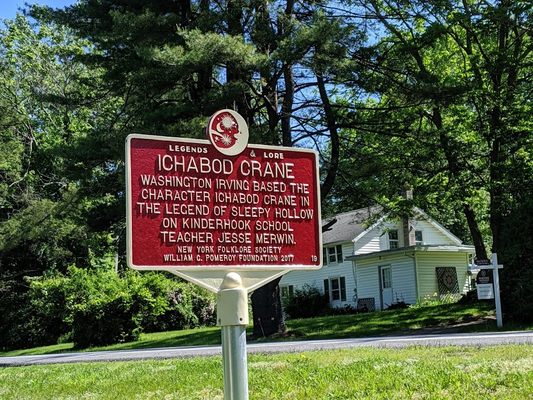 LEGENDS & LORE
ICHABOD CRANE
WASHINGTON IRVING BASED THE
CHARACTER ICHABOD CRANE IN
THE LEGEND OF SLEEPY HOLLOW
ON KINDERHOOK SCHOOL
TEACHER JESSE MERWIN.
NEW YORK FOLKLORE SOCIETY
WILLIAM G. POMEROY FOUNDATION 2017 19